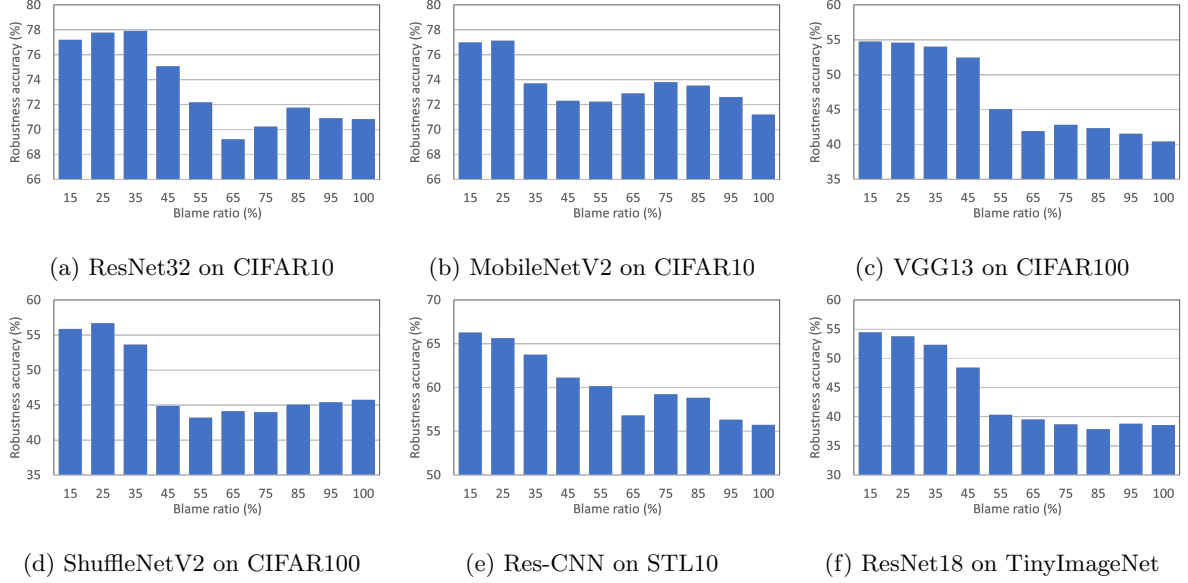 80
78
76
74
72
70
68
66
Robustness accuracy (%)
15 25 35 45 55 65 75 85 95 100
Blame ratio (%)
(a) ResNet32 on CIFAR10
80
78
76
74
72
70
68
66
Robustness accuracy (%)
15 25 35 45 55 65 75 85 95 100
Blame ratio (%)
(b) MobileNetV2 on CIFAR10
60
55
50
45
40
35
Robustness accuracy (%)
15 25 35 45 55 65 75 85 95 100
Blame ratio (%)
(c) VGG13 on CIFAR100
60
55
50
45
40
35
Robustness accuracy (%)
15 25 35 45 55 65 75 85 95 100
Blame ratio (%)
(d) ShuffleNetV2 on CIFAR100
70
65
60
55
50
Robustness accuracy (%)
15 25 35 45 55 65 75 85 95 100
Blame ratio (%)
(e) Res-CNN on STL10
60
55
50
45
40
35
30
Robustness accuracy (%)
15 25 35 45 55 65 75 85 95 100
Blame ratio (%)
(f) ResNet18 on TinyImageNet